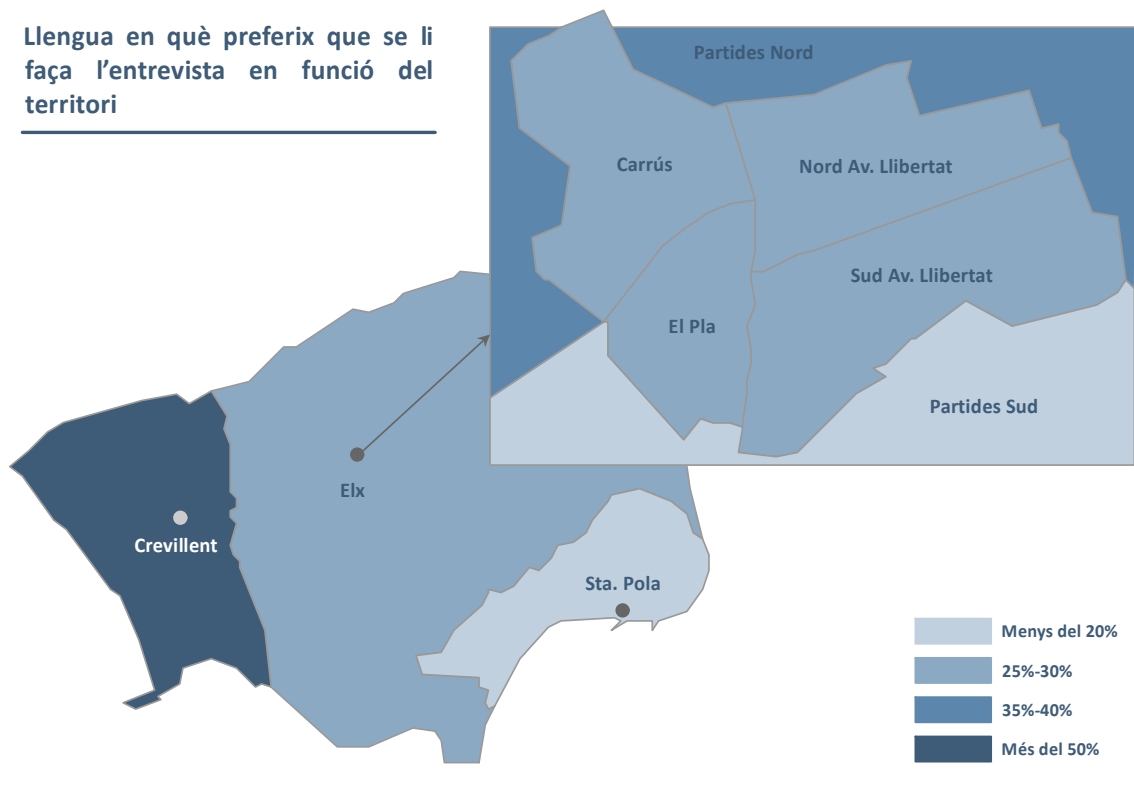 Llengua en què preferix que se li
faça l'entrevista en funció del
territori
Partides Nord
Carrús
Nord Av. Llibertat
Sud Av. Llibertat
El Pla
Partides Sud
Elx
Crevillent
Sta. Pola
Menys del 20%
25%-30%
35%-40%
Més del 50%